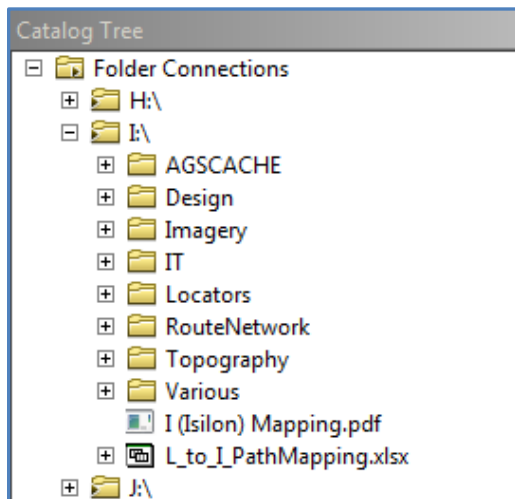 Catalog Tree
Folder Connections
H:\
I:\
AGSCACHE
Design
Imagery
IT
Locators
RouteNetwork
Topography
Various
I (Isilon) Mapping.pdf
L_to_I_PathMapping.xlsx
J:\